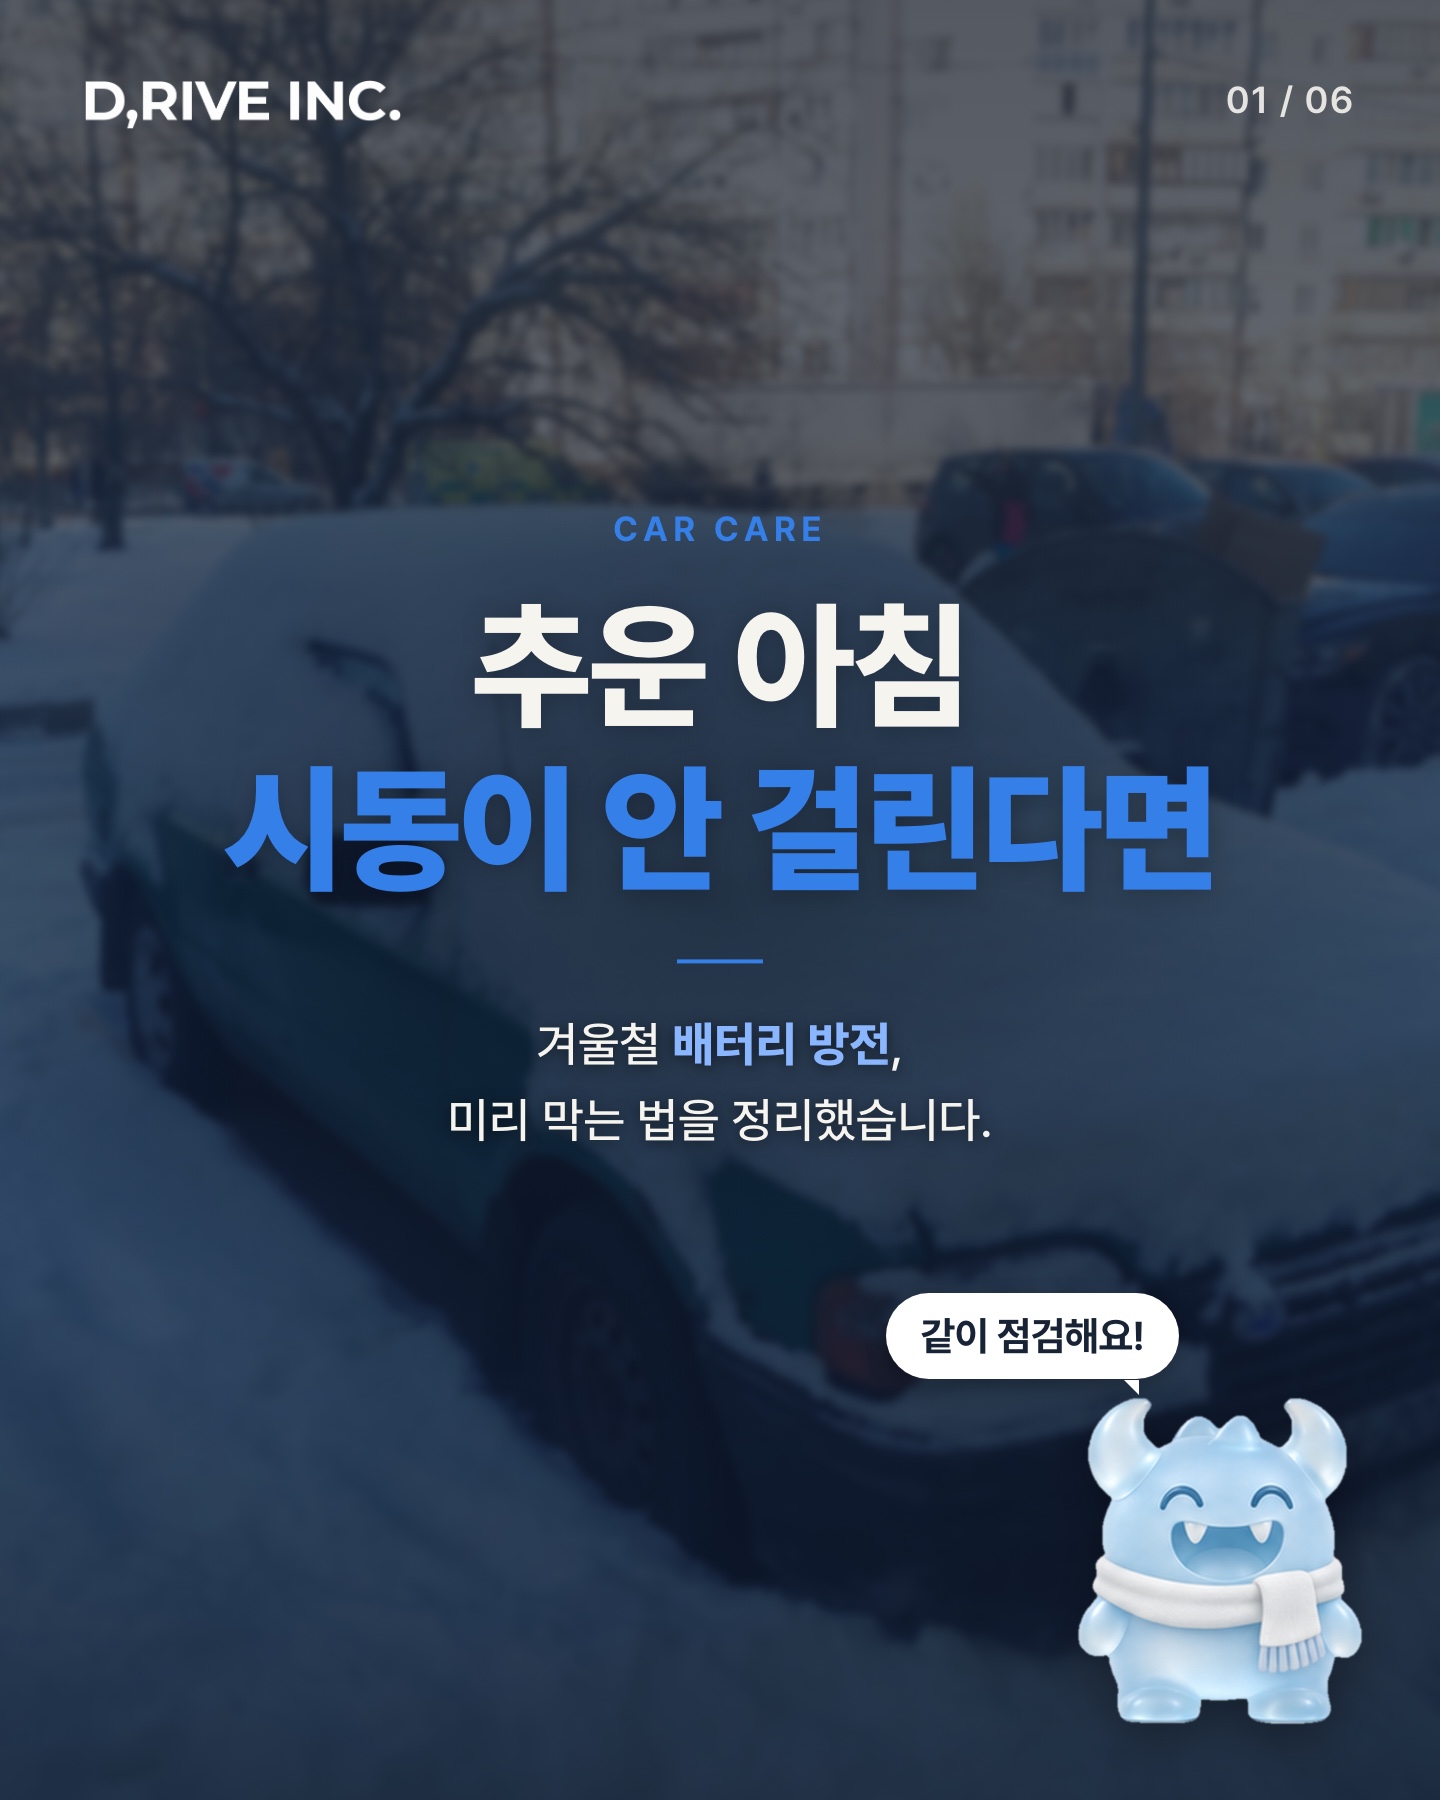 D,RIVE INC.
01 / 06
CAR CARE
추운 아침
시동이 안 걸린다면
겨울철 배터리 방전,
미리 막는 법을 정리했습니다.
같이 점검해요!